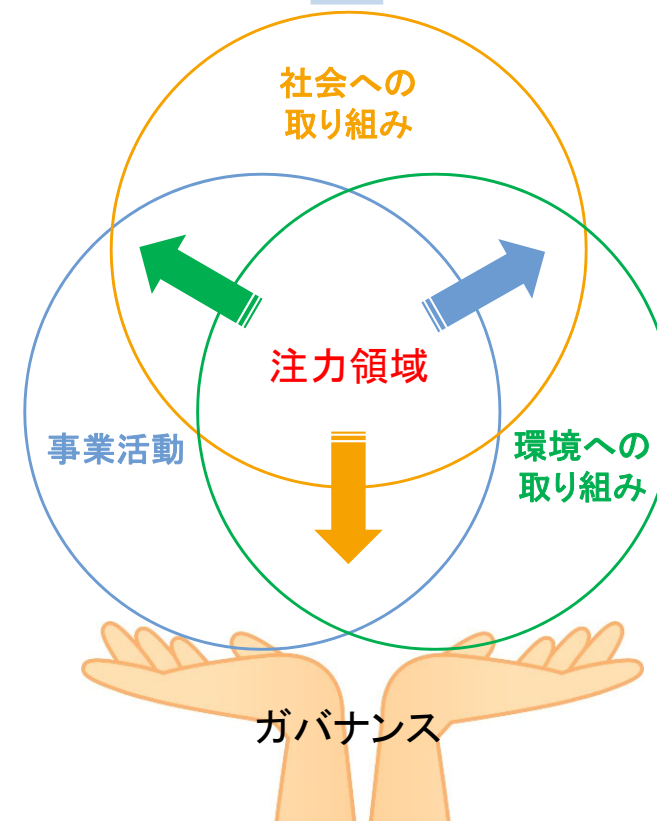 社会への
取り組み
注力領域
事業活動
環境への
取り組み
ガバナンス